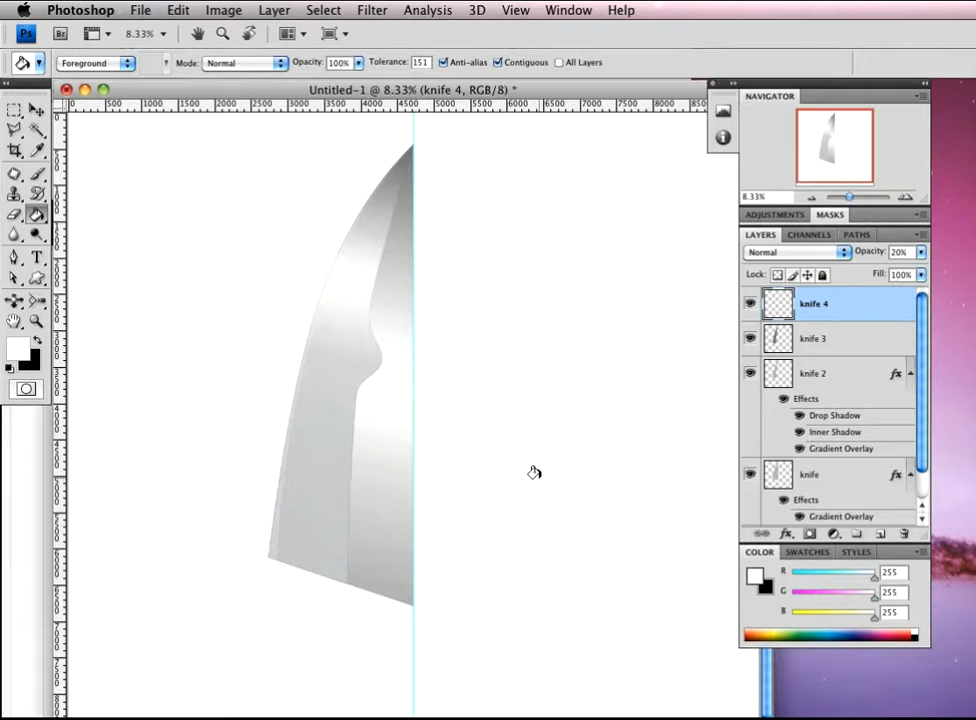 Photoshop File Edit Image Layer Select Filter Analysis 3D View Window Help
Ps Br 8.33%
Foreground Mode: Normal Opacity: 100% Tolerance: 151 Anti-alias Contiguous All Layers
Untitled-1 @ 8.33% (knife 4, RGB/8) *
0 500 1000 1500 2000 2500 3000 3500 4000 4500 5000 5500 6000 6500 7000 7500 8000
NAVIGATOR
8.33%
ADJUSTMENTS MASKS
LAYERS CHANNELS PATHS
Normal Opacity: 20%
Lock: Fill: 100%
knife 4
knife 3
knife 2 fx
Effects
Drop Shadow
Inner Shadow
Gradient Overlay
knife fx
Effects
Gradient Overlay
fx
COLOR SWATCHES STYLES
R 255
G 255
B 255